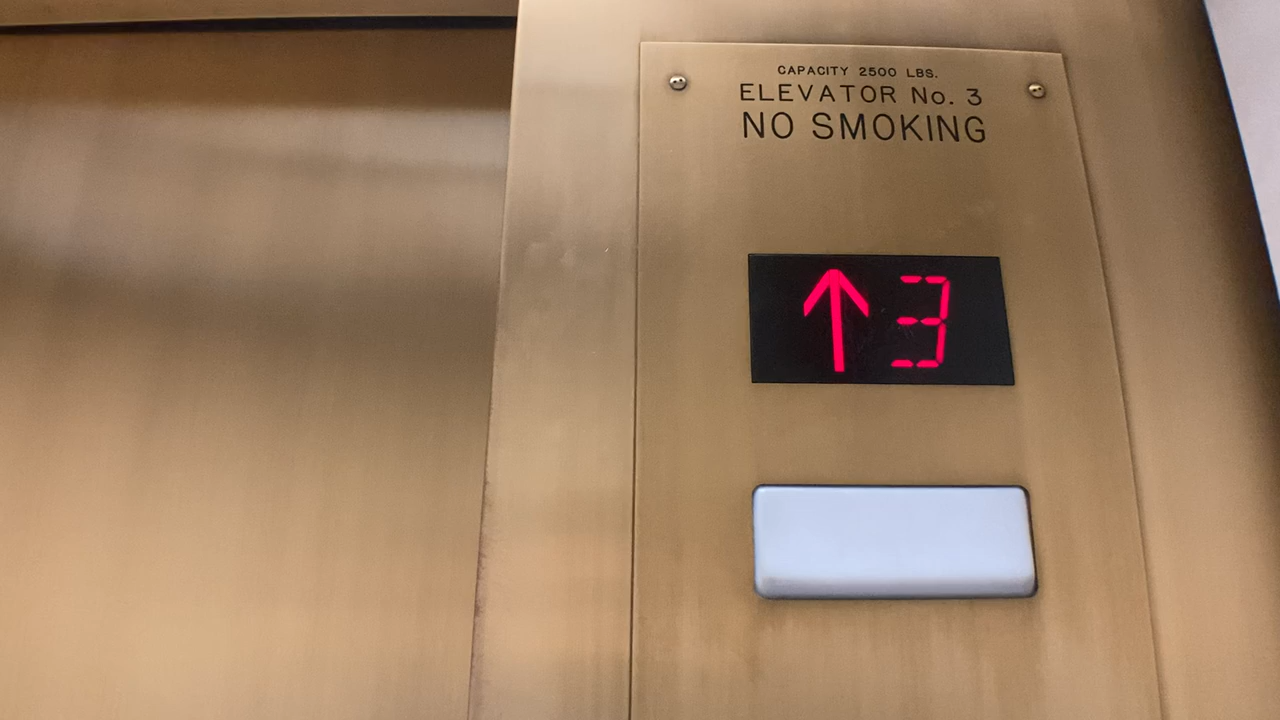 CAPACITY 2500 LBS.
ELEVATOR No. 3
NO SMOKING
↑ 3